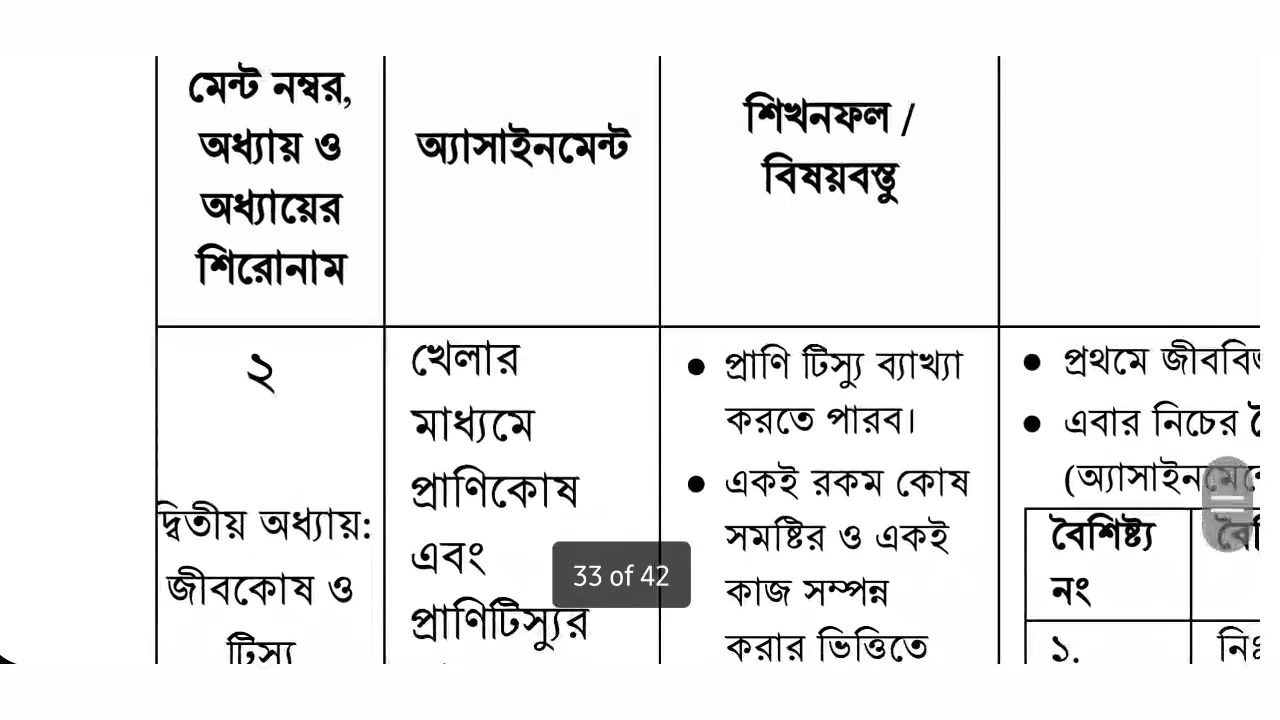 মেন্ট নম্বর,
অধ্যায় ও
অধ্যায়ের
শিরোনাম
অ্যাসাইনমেন্ট
শিখনফল /
বিষয়বস্তু
২
দ্বিতীয় অধ্যায়:
জীবকোষ ও
টিস্যু
খেলার
মাধ্যমে
প্রাণিকোষ
এবং
প্রাণিটিস্যুর
● প্রাণি টিস্যু ব্যাখ্যা
করতে পারব।
● একই রকম কোষ
সমষ্টির ও একই
কাজ সম্পন্ন
করার ভিত্তিতে
● প্রথমে
● এবার নিচের
বৈশিষ্ট্য
নং
১.
33 of 42